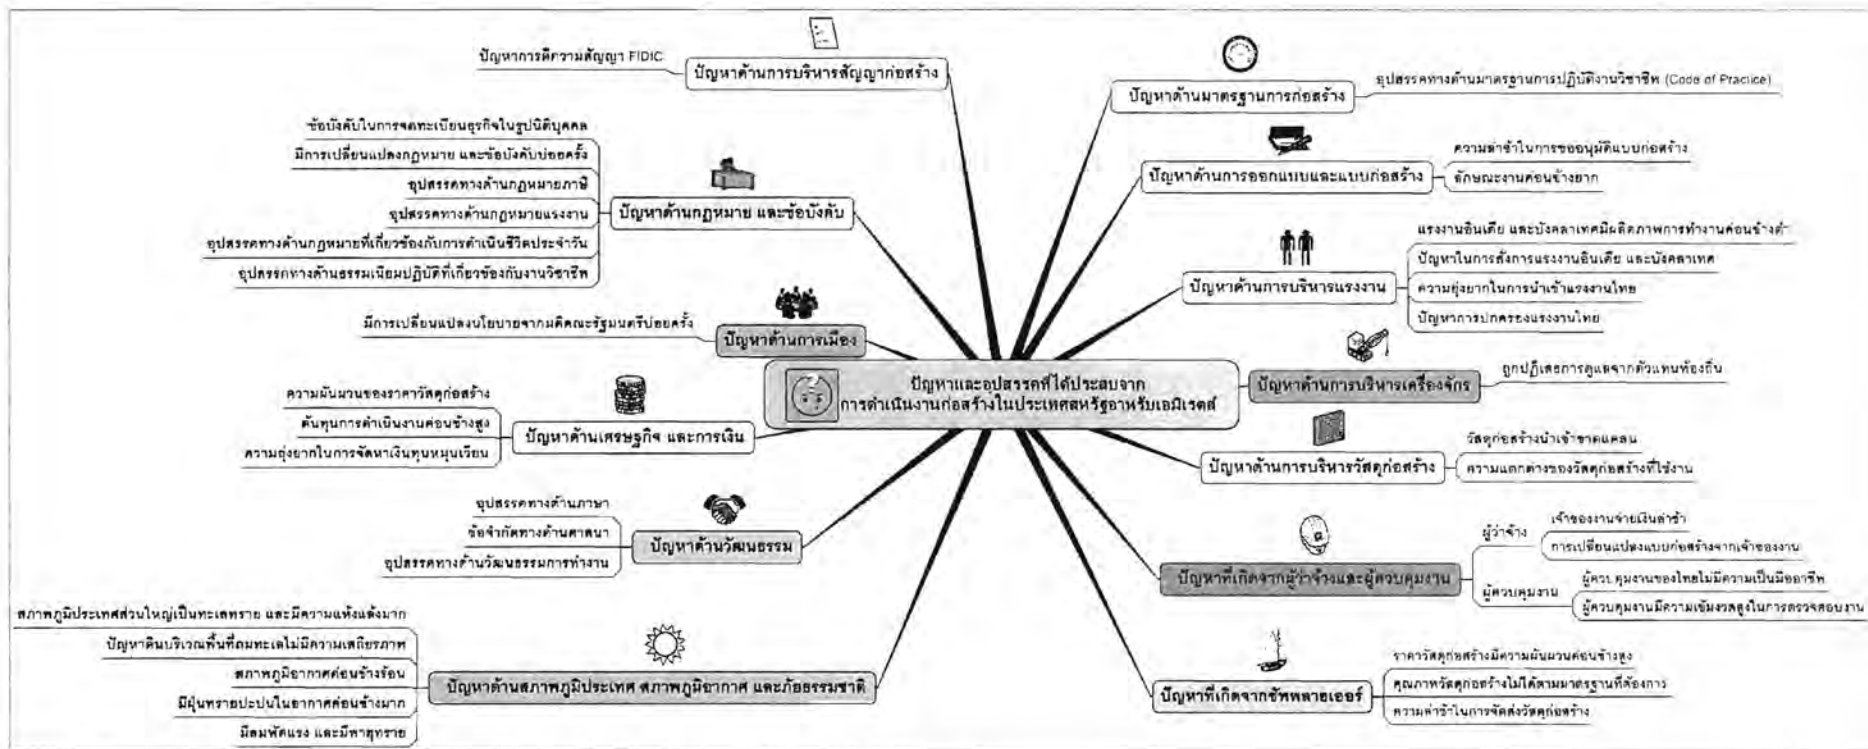 ปัญหาการตีความสัญญา FIDIC
ปัญหาด้านการบริหารสัญญาก่อสร้าง
ข้อบังคับในการจดทะเบียนธุรกิจในรูปนิติบุคคล
มีการเปลี่ยนแปลงกฎหมาย และข้อบังคับบ่อยครั้ง
อุปสรรคทางด้านกฎหมายภาษี
อุปสรรคทางด้านกฎหมายแรงงาน
อุปสรรคทางด้านกฎหมายที่เกี่ยวข้องกับการดำเนินชีวิตประจำวัน
อุปสรรคทางด้านธรรมเนียมปฏิบัติที่เกี่ยวข้องกับงานวิชาชีพ
ปัญหาด้านกฎหมาย และข้อบังคับ
มีการเปลี่ยนแปลงนโยบายจากมติคณะรัฐมนตรีบ่อยครั้ง
ปัญหาด้านการเมือง
ความผันผวนของราคาวัสดุก่อสร้าง
ต้นทุนการดำเนินงานค่อนข้างสูง
ความยุ่งยากในการจัดหาเงินทุนหมุนเวียน
ปัญหาด้านเศรษฐกิจ และการเงิน
อุปสรรคทางด้านภาษา
ข้อจำกัดทางด้านศาสนา
อุปสรรคทางด้านวัฒนธรรมการทำงาน
ปัญหาด้านวัฒนธรรม
สภาพภูมิประเทศส่วนใหญ่เป็นทะเลทราย และมีความแห้งแล้งมาก
ปัญหาดินบริเวณพื้นที่ถมทะเลไม่มีความเสถียรภาพ
สภาพภูมิอากาศค่อนข้างร้อน
มีฝุ่นทรายปะปนในอากาศค่อนข้างมาก
มีลมพัดแรง และมีพายุทราย
ปัญหาด้านสภาพภูมิประเทศ สภาพภูมิอากาศ และภัยธรรมชาติ
ปัญหาและอุปสรรคที่ได้ประสบจาก
การดำเนินงานก่อสร้างในประเทศสหรัฐอาหรับเอมิเรตส์
ปัญหาด้านมาตรฐานการก่อสร้าง
อุปสรรคทางด้านมาตรฐานการปฏิบัติงานวิชาชีพ (Code of Practice)
ปัญหาด้านการออกแบบและแบบก่อสร้าง
ความล่าช้าในการขออนุมัติแบบก่อสร้าง
ลักษณะงานค่อนข้างยาก
ปัญหาด้านการบริหารแรงงาน
แรงงานอินเดีย และบังคลาเทศมีผลิตภาพการทำงานค่อนข้างต่ำ
ปัญหาในการสั่งการแรงงานอินเดีย และบังคลาเทศ
ความยุ่งยากในการนำเข้าแรงงานไทย
ปัญหาการปกครองแรงงานไทย
ปัญหาด้านการบริหารเครื่องจักร
ถูกปฏิเสธการดูแลจากตัวแทนท้องถิ่น
ปัญหาด้านการบริหารวัสดุก่อสร้าง
วัสดุก่อสร้างนำเข้าขาดแคลน
ความแตกต่างของวัสดุก่อสร้างที่ใช้งาน
ปัญหาที่เกิดจากผู้ว่าจ้างและผู้ควบคุมงาน
ผู้ว่าจ้าง
เจ้าของงานจ่ายเงินล่าช้า
การเปลี่ยนแปลงแบบก่อสร้างจากเจ้าของงาน
ผู้ควบคุมงาน
ผู้ควบคุมงานของไทยไม่มีความเป็นมืออาชีพ
ผู้ควบคุมงานมีความเข้มงวดสูงในการตรวจสอบงาน
ปัญหาที่เกิดจากซัพพลายเออร์
ราคาวัสดุก่อสร้างมีความผันผวนค่อนข้างสูง
คุณภาพวัสดุก่อสร้างไม่ได้ตามมาตรฐานที่ต้องการ
ความล่าช้าในการจัดส่งวัสดุก่อสร้าง